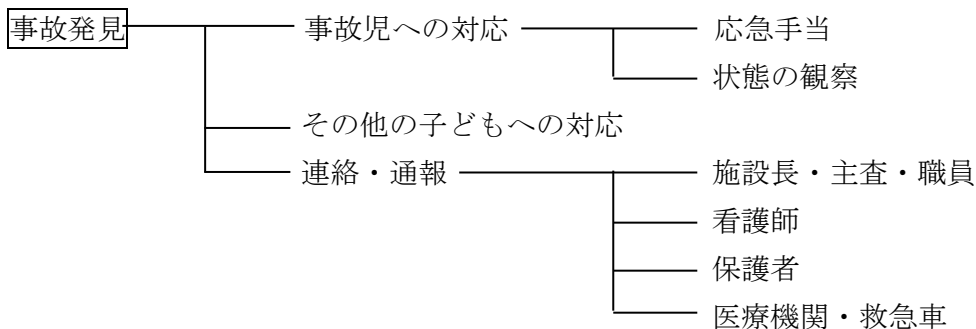 事故発見
事故児への対応
応急手当
状態の観察
その他の子どもへの対応
連絡・通報
施設長・主査・職員
看護師
保護者
医療機関・救急車